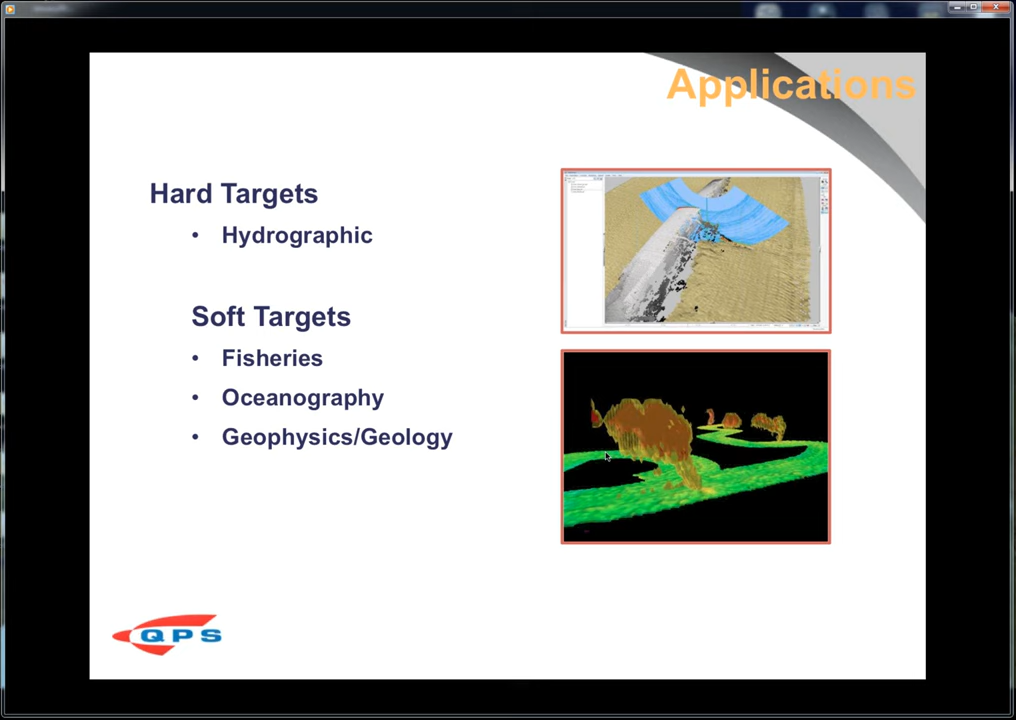 Applications
Hard Targets
• Hydrographic
Soft Targets
• Fisheries
• Oceanography
• Geophysics/Geology
QPS